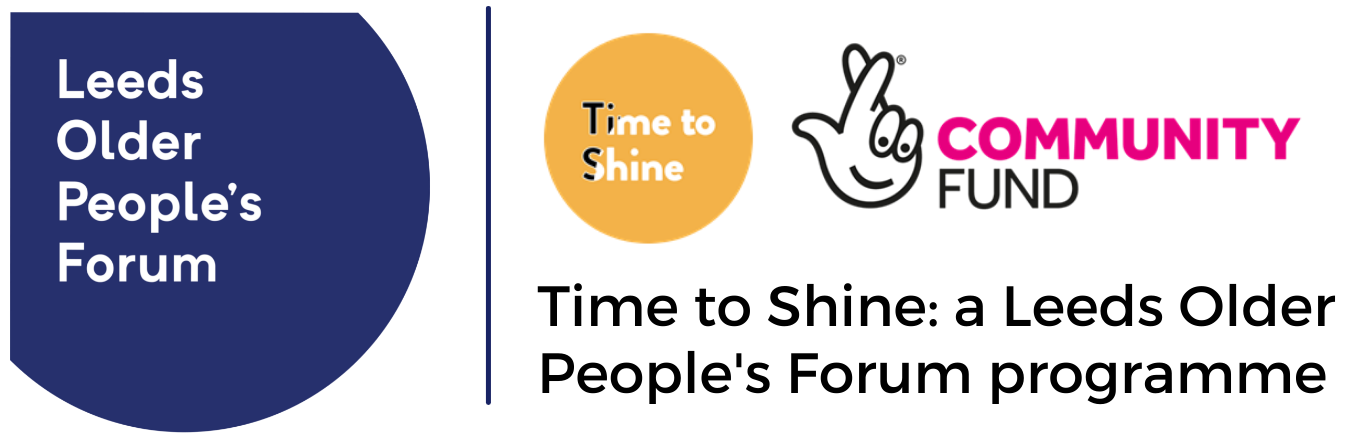 Leeds
Older
People’s
Forum
Time to
Shine
®
COMMUNITY
FUND
Time to Shine: a Leeds Older
People's Forum programme